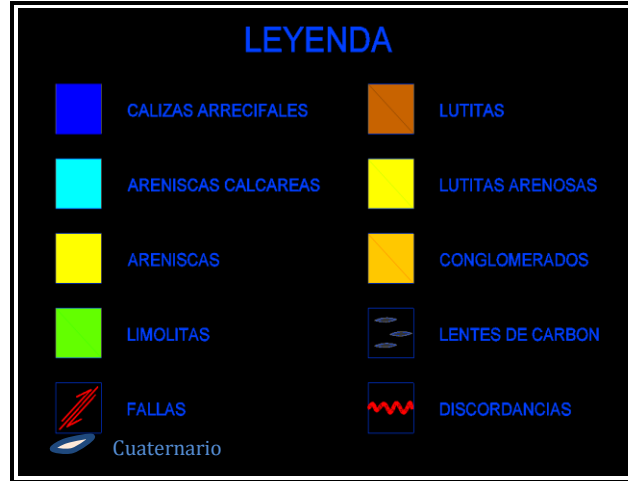 LEYENDA
CALIZAS ARRECIFALES
LUTITAS
ARENISCAS CALCAREAS
LUTITAS ARENOSAS
ARENISCAS
CONGLOMERADOS
LIMOLITAS
LENTES DE CARBON
FALLAS
DISCORDANCIAS
Cuaternario